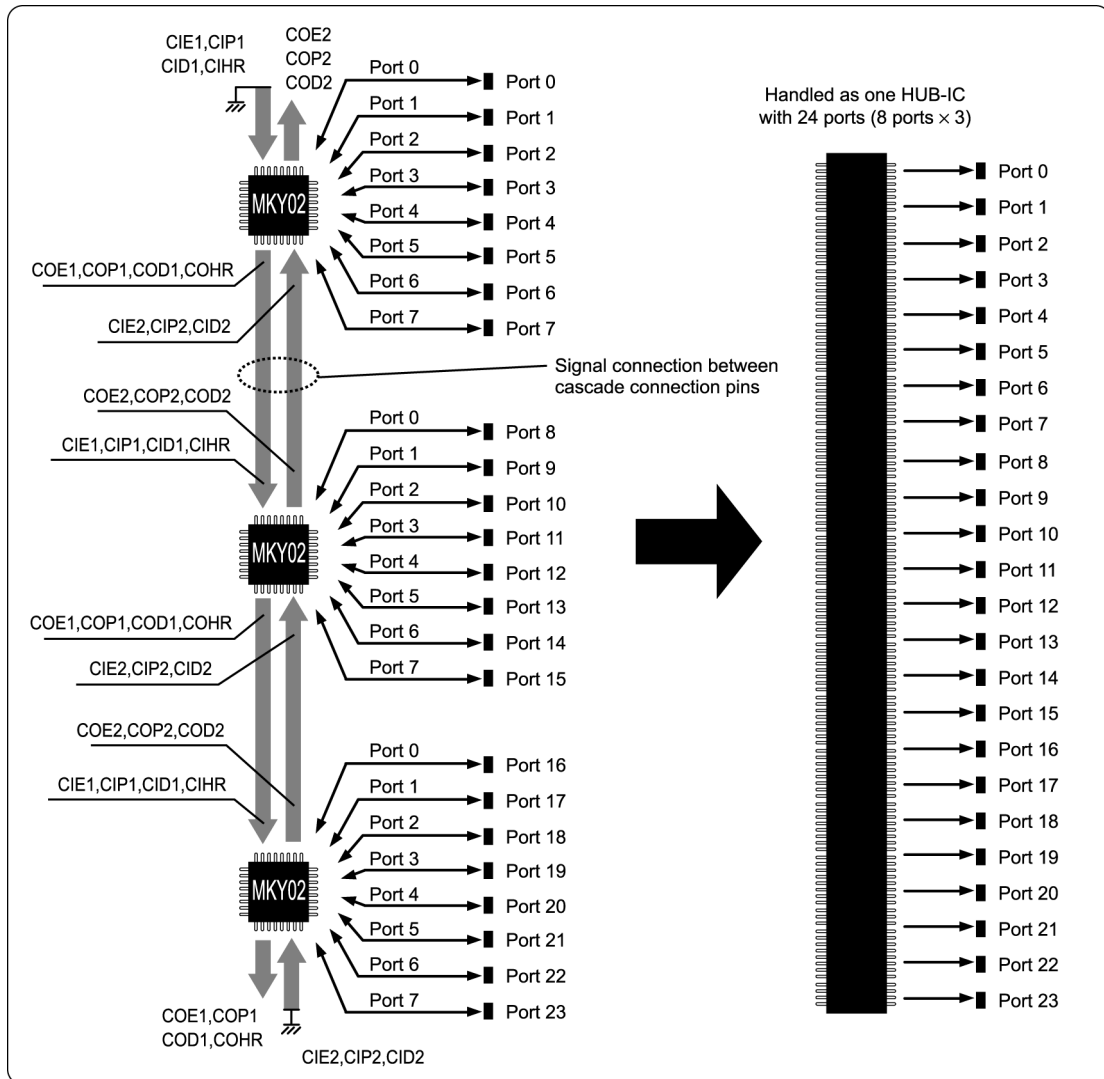 CIE1,CIP1
CID1,CIHR
COE2
COP2
COD2
Port 0
Port 1
Port 2
Port 3
Port 4
Port 5
Port 6
Port 7
Port 0
Port 1
Port 2
Port 3
Port 4
Port 5
Port 6
Port 7
MKY02
COE1,COP1,COD1,COHR
CIE2,CIP2,CID2
Signal connection between
cascade connection pins
COE2,COP2,COD2
CIE1,CIP1,CID1,CIHR
Port 0
Port 1
Port 2
Port 3
Port 4
Port 5
Port 6
Port 7
Port 8
Port 9
Port 10
Port 11
Port 12
Port 13
Port 14
Port 15
MKY02
COE1,COP1,COD1,COHR
CIE2,CIP2,CID2
COE2,COP2,COD2
CIE1,CIP1,CID1,CIHR
Port 0
Port 1
Port 2
Port 3
Port 4
Port 5
Port 6
Port 7
Port 16
Port 17
Port 18
Port 19
Port 20
Port 21
Port 22
Port 23
MKY02
COE1,COP1
COD1,COHR
CIE2,CIP2,CID2
Handled as one HUB-IC
with 24 ports (8 ports × 3)
Port 0
Port 1
Port 2
Port 3
Port 4
Port 5
Port 6
Port 7
Port 8
Port 9
Port 10
Port 11
Port 12
Port 13
Port 14
Port 15
Port 16
Port 17
Port 18
Port 19
Port 20
Port 21
Port 22
Port 23